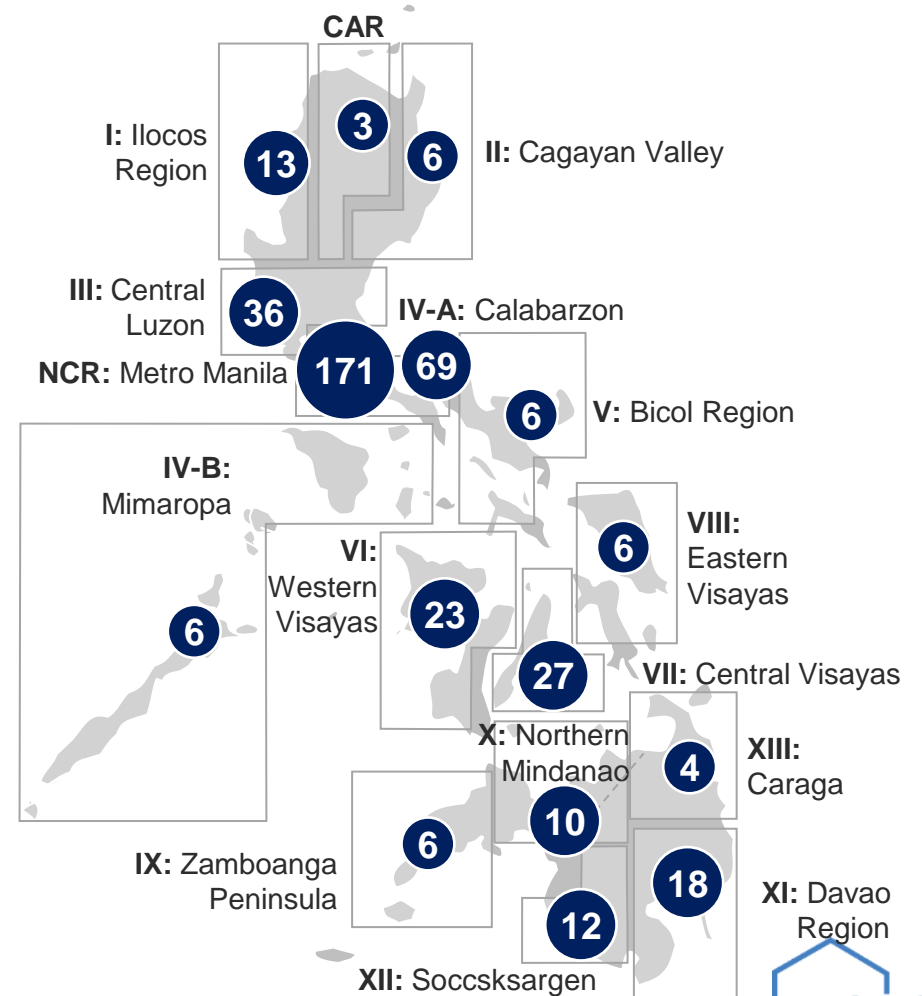 CAR
3
I: Ilocos
Region
13
6
II: Cagayan Valley
III: Central
Luzon
36
IV-A: Calabarzon
NCR: Metro Manila
171
69
6
V: Bicol Region
IV-B:
Mimaropa
6
VI:
Western
Visayas
23
6
VIII:
Eastern
Visayas
27
VII: Central Visayas
X: Northern
Mindanao
10
4
XIII:
Caraga
IX: Zamboanga
Peninsula
6
18
XI: Davao
Region
12
XII: Soccsksargen